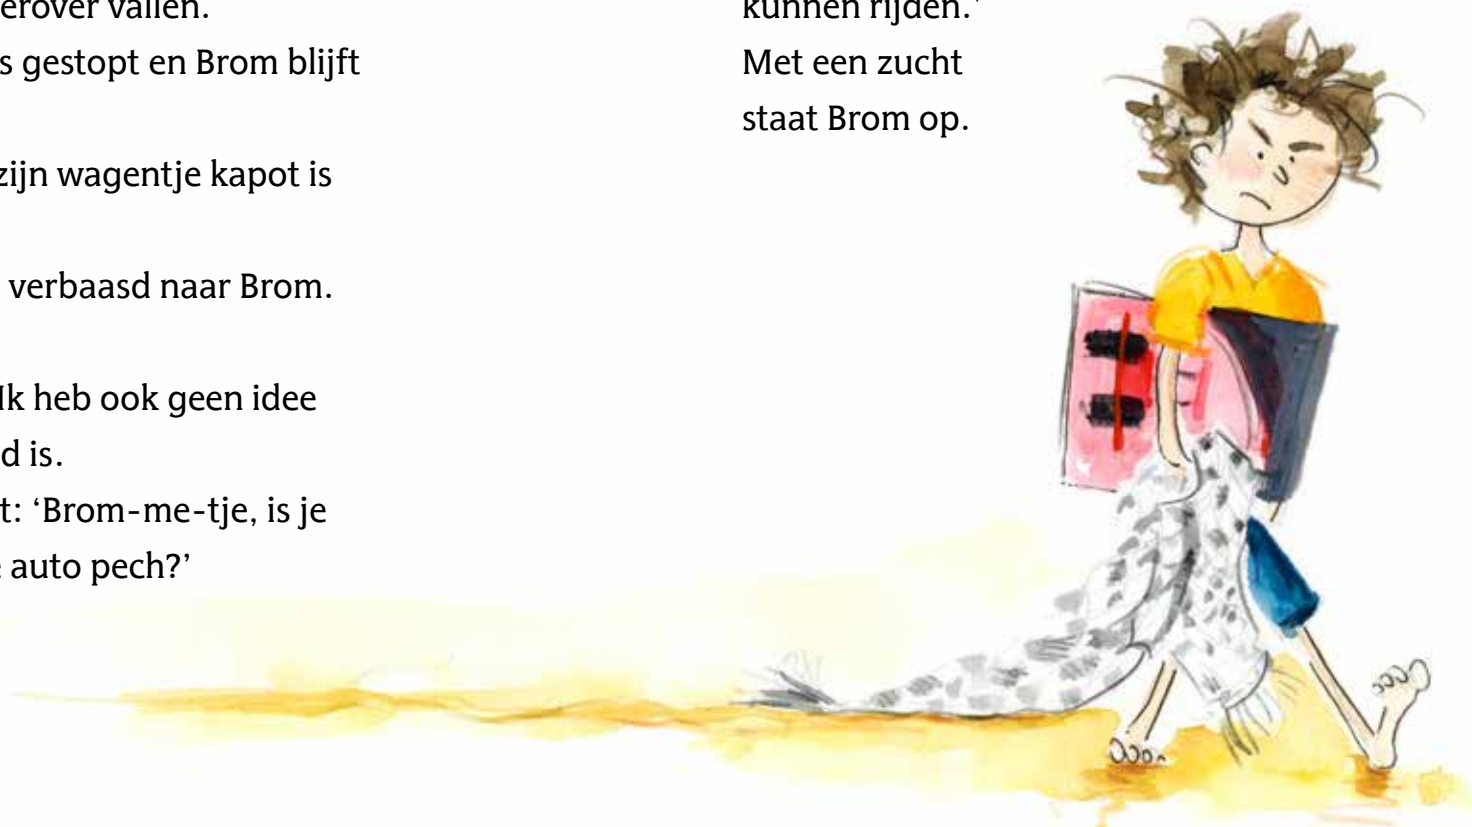 erover vallen.
s gestopt en Brom blijft
zijn wagentje kapot is
verbaasd naar Brom.
Ik heb ook geen idee
d is.
t: ‘Brom-me-tje, is je
auto pech?’
kunnen rijden.’
Met een zucht
staat Brom op.